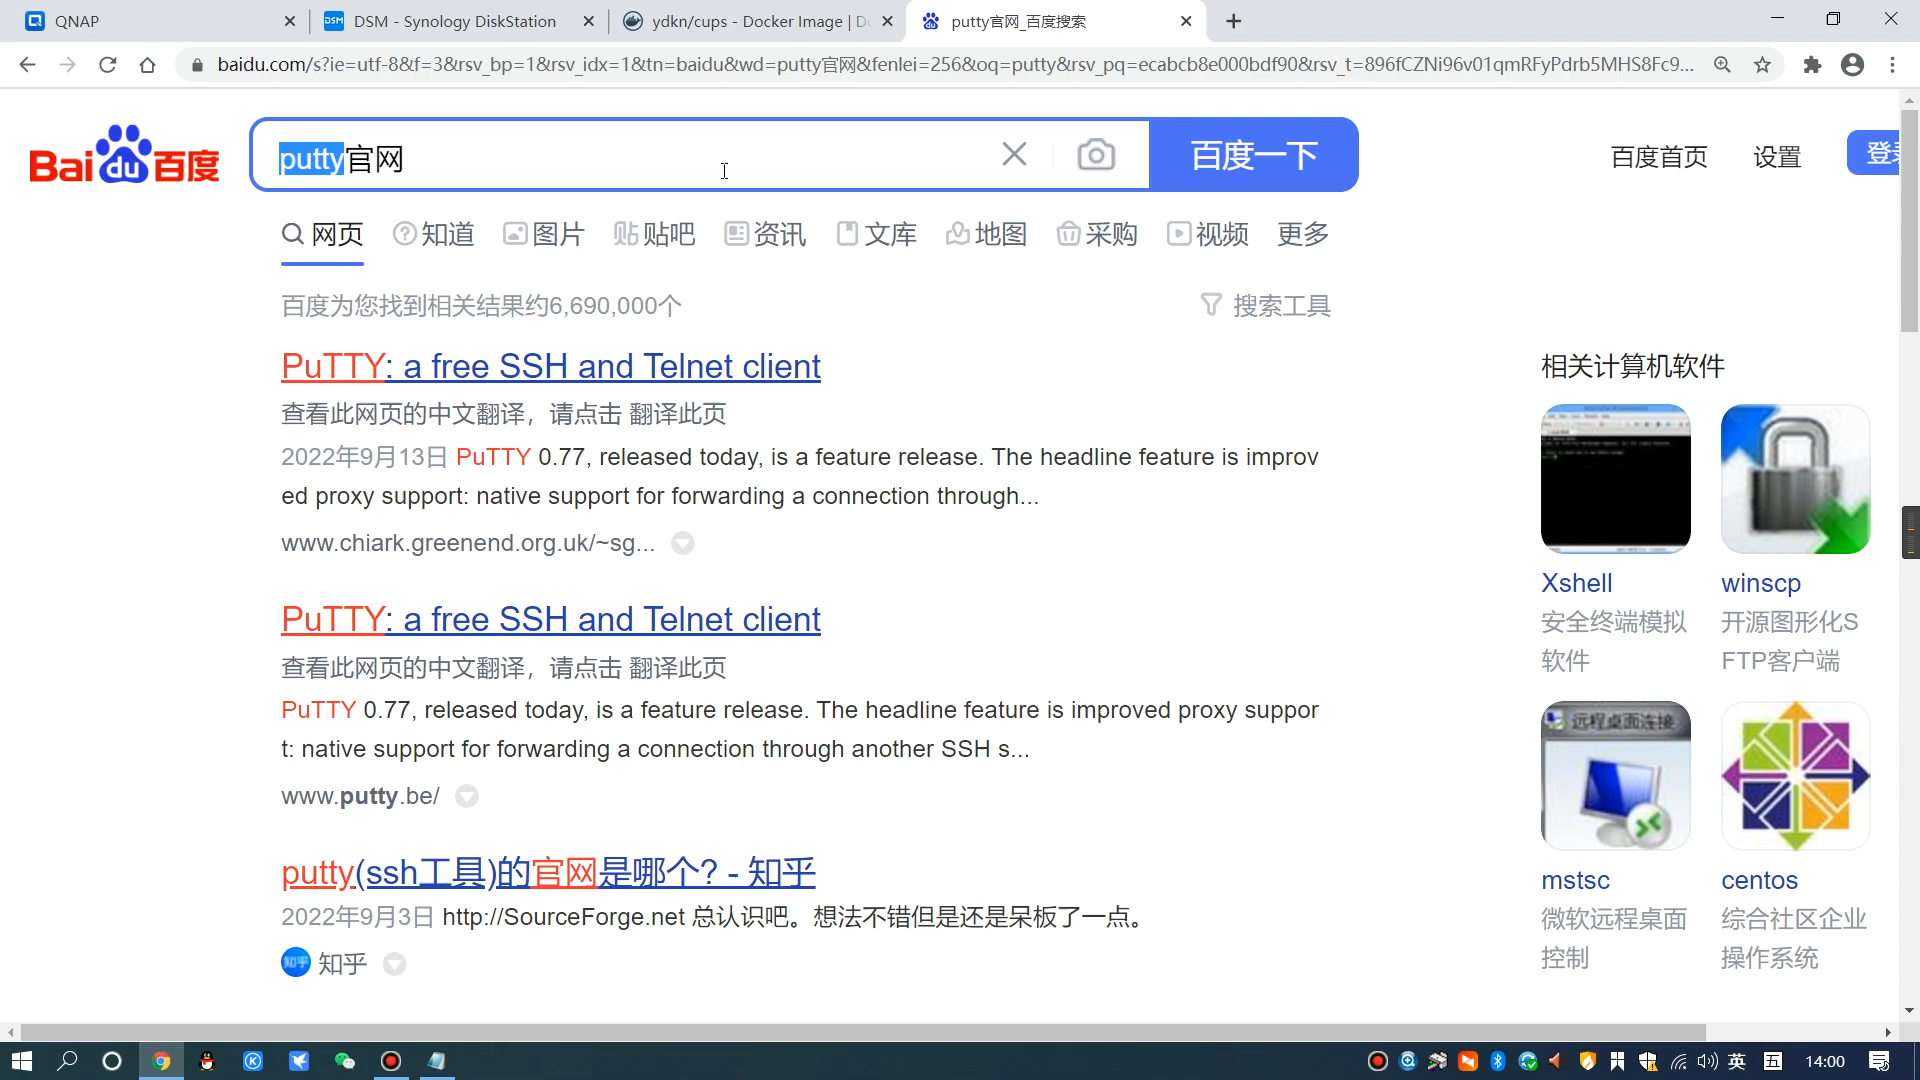 QNAP
DSM - Synology DiskStation
ydkn/cups - Docker Image | D
putty官网_百度搜索
baidu.com/s?ie=utf-8&f=3&rsv_bp=1&rsv_idx=1&tn=baidu&wd=putty官网&fenlei=256&oq=putty&rsv_pq=ecabcb8e000bdf90&rsv_t=896fCZNi96v01qmRFyPdrb5MHS8Fc9...
Bai du 百度
putty官网
百度一下
百度首页
设置
登录
网页
知道
图片
贴吧
资讯
文库
地图
采购
视频
更多
百度为您找到相关结果约6,690,000个
搜索工具
PuTTY: a free SSH and Telnet client
查看此网页的中文翻译，请点击 翻译此页
2022年9月13日 PuTTY 0.77, released today, is a feature release. The headline feature is improv
ed proxy support: native support for forwarding a connection through...
www.chiark.greenend.org.uk/~sg...
PuTTY: a free SSH and Telnet client
查看此网页的中文翻译，请点击 翻译此页
PuTTY 0.77, released today, is a feature release. The headline feature is improved proxy suppor
t: native support for forwarding a connection through another SSH s...
www.putty.be/
putty(ssh工具)的官网是哪个? - 知乎
2022年9月3日 http://SourceForge.net 总认识吧。想法不错但是还是呆板了一点。
知乎 知乎
相关计算机软件
Xshell
安全终端模拟
软件
winscp
开源图形化S
FTP客户端
远程桌面连接
mstsc
微软远程桌面
控制
centos
综合社区企业
操作系统
英
五
14:00